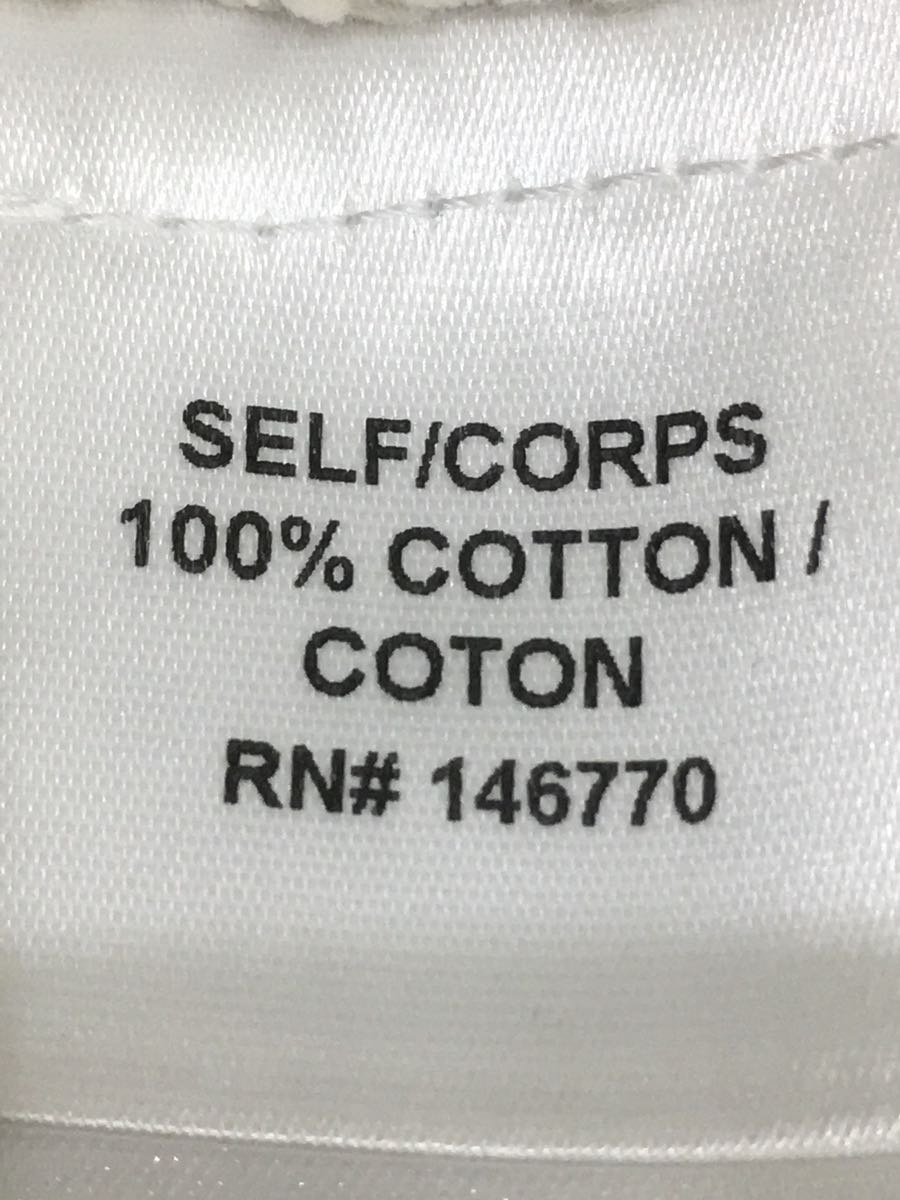 SELF/CORPS
100% COTTON /
COTON
RN# 146770